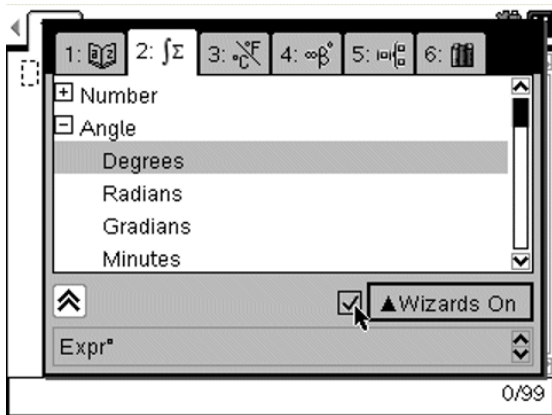 1: 2: ∫Σ 3: °C°F 4: ∞β° 5: 6:
Number
Angle
Degrees
Radians
Gradians
Minutes
▲Wizards On
Expr°
0/99